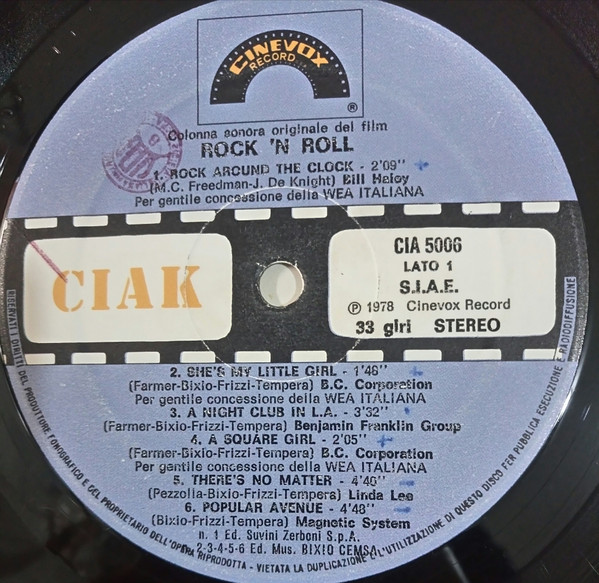 CINEVOX
RECORD
®
Colonna sonora originale del film
ROCK 'N ROLL
1. ROCK AROUND THE CLOCK - 2'09"
(M.C. Freedman-J. De Knight) Bill Haley
Per gentile concessione della WEA ITALIANA
CIAK
CIA 5006
LATO 1
S.I.A.E.
Ⓟ 1978 Cinevox Record
33 giri STEREO
2. SHE'S MY LITTLE GIRL - 1'46"
(Farmer-Bixio-Frizzi-Tempera) B.C. Corporation
Per gentile concessione della WEA ITALIANA
3. A NIGHT CLUB IN L.A. - 3'32"
(Farmer-Bixio-Frizzi-Tempera) Benjamin Franklin Group
4. A SQUARE GIRL - 2'05"
(Farmer-Bixio-Frizzi-Tempera) B.C. Corporation
Per gentile concessione della WEA ITALIANA
5. THERE'S NO MATTER - 4'40"
(Pezzolla-Bixio-Frizzi-Tempera) Linda Lee
6. POPULAR AVENUE - 4'48"
(Bixio-Tempera) Magnetic System
n. 1 Ed. Suvini Zerboni S.p.A.
2-3-4-5-6 Ed. Mus. BIXIO CEMSA
RISERVATI I DIRITTI DEL PRODUTTORE FONOGRAFICO E DEL PROPRIETARIO DELL'OPERA RIPRODOTTA - VIETATA LA DUPLICAZIONE E L'UTILIZZAZIONE DI QUESTO DISCO PER PUBBLICA ESECUZIONE E RADIODIFFUSIONE